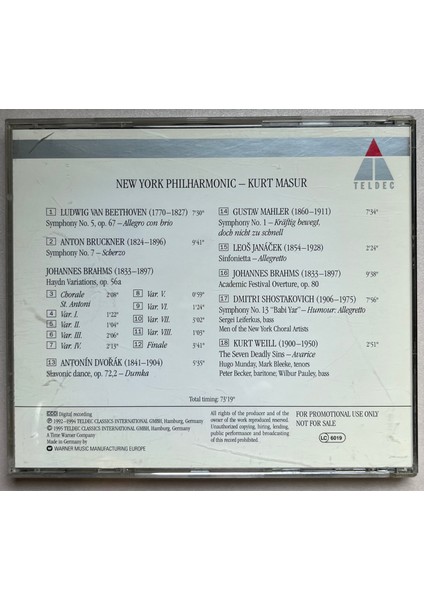 TELDEC
NEW YORK PHILHARMONIC – KURT MASUR
1 LUDWIG VAN BEETHOVEN (1770–1827) 7'30"
Symphony No. 5, op. 67 – Allegro con brio
2 ANTON BRUCKNER (1824–1896) 9'41"
Symphony No. 7 – Scherzo
JOHANNES BRAHMS (1833–1897)
Haydn Variations, op. 56a
3 Chorale 2'08"
St. Antoni
4 Var. I 1'22"
5 Var. II 1'04"
6 Var. III
7 Var. IV 2'13"
8 Var. V 0'59"
9 Var. VI
10 Var. VII 5'02"
11 Var. VIII 1'03"
12 Finale 3'41"
13 ANTONÍN DVOŘÁK (1841–1904) 5'35"
Slavonic dance, op. 72,2 – Dumka
14 GUSTAV MAHLER (1860–1911) 7'34"
Symphony No. 1 – Kräftig bewegt,
doch nicht zu schnell
15 LEOŠ JANÁČEK (1854–1928) 2'24"
Sinfonietta – Allegretto
16 JOHANNES BRAHMS (1833–1897) 9'58"
Academic Festival Overture, op. 80
17 DMITRI SHOSTAKOVICH (1906–1975) 7'96"
Symphony No. 13 "Babi Yar" – Humour: Allegretto
Sergei Leiferkus, bass
Men of the New York Choral Artists
18 KURT WEILL (1900–1950) 2'51"
The Seven Deadly Sins – Avarice
Hugo Munday, Mark Bleeke, tenors
Peter Becker, baritone, Wilbur Pauley, bass
Total timing: 73'19"
DDD Digital recording
℗ 1992–1994 TELDEC CLASSICS INTERNATIONAL GMBH, Hamburg, Germany
© 1995 TELDEC CLASSICS INTERNATIONAL GMBH, Hamburg, Germany
A Time Warner Company
Made in Germany by
WARNER MUSIC MANUFACTURING EUROPE
All rights of the producer and of the
owner of the work reproduced reserved.
Unauthorized copying, hiring, lending,
public performance and broadcasting of
this record prohibited.
FOR PROMOTIONAL USE ONLY
NOT FOR SALE
LC 6019